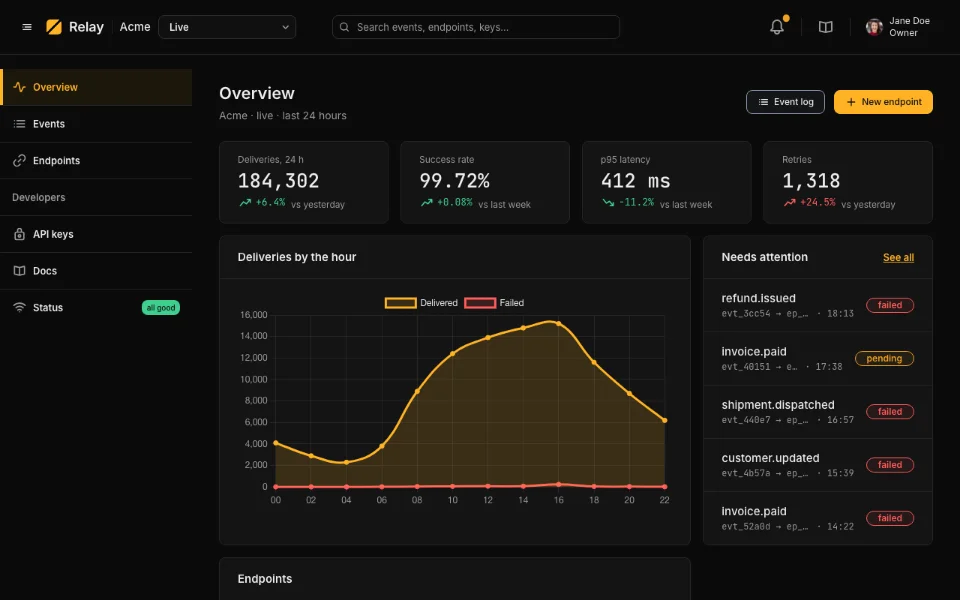 Relay
Acme
Live
Search events, endpoints, keys...
Jane Doe
Owner
Overview
Events
Endpoints
Developers
API keys
Docs
Status
all good
Overview
Acme · live · last 24 hours
Event log
New endpoint
Deliveries, 24 h
184,302
+6.4% vs yesterday
Success rate
99.72%
+0.08% vs last week
p95 latency
412 ms
-11.2% vs last week
Retries
1,318
+24.5% vs yesterday
Deliveries by the hour
Delivered
Failed
16,000
14,000
12,000
10,000
8,000
6,000
4,000
2,000
0
00 02 04 06 08 10 12 14 16 18 20 22
Needs attention
See all
refund.issued
evt_3cc54 → ep_… · 18:13
failed
invoice.paid
evt_40151 → e… · 17:38
pending
shipment.dispatched
evt_440e7 → ep_… · 16:57
failed
customer.updated
evt_4b57a → ep_… · 15:39
failed
invoice.paid
evt_52a0d → ep_… · 14:22
failed
Endpoints